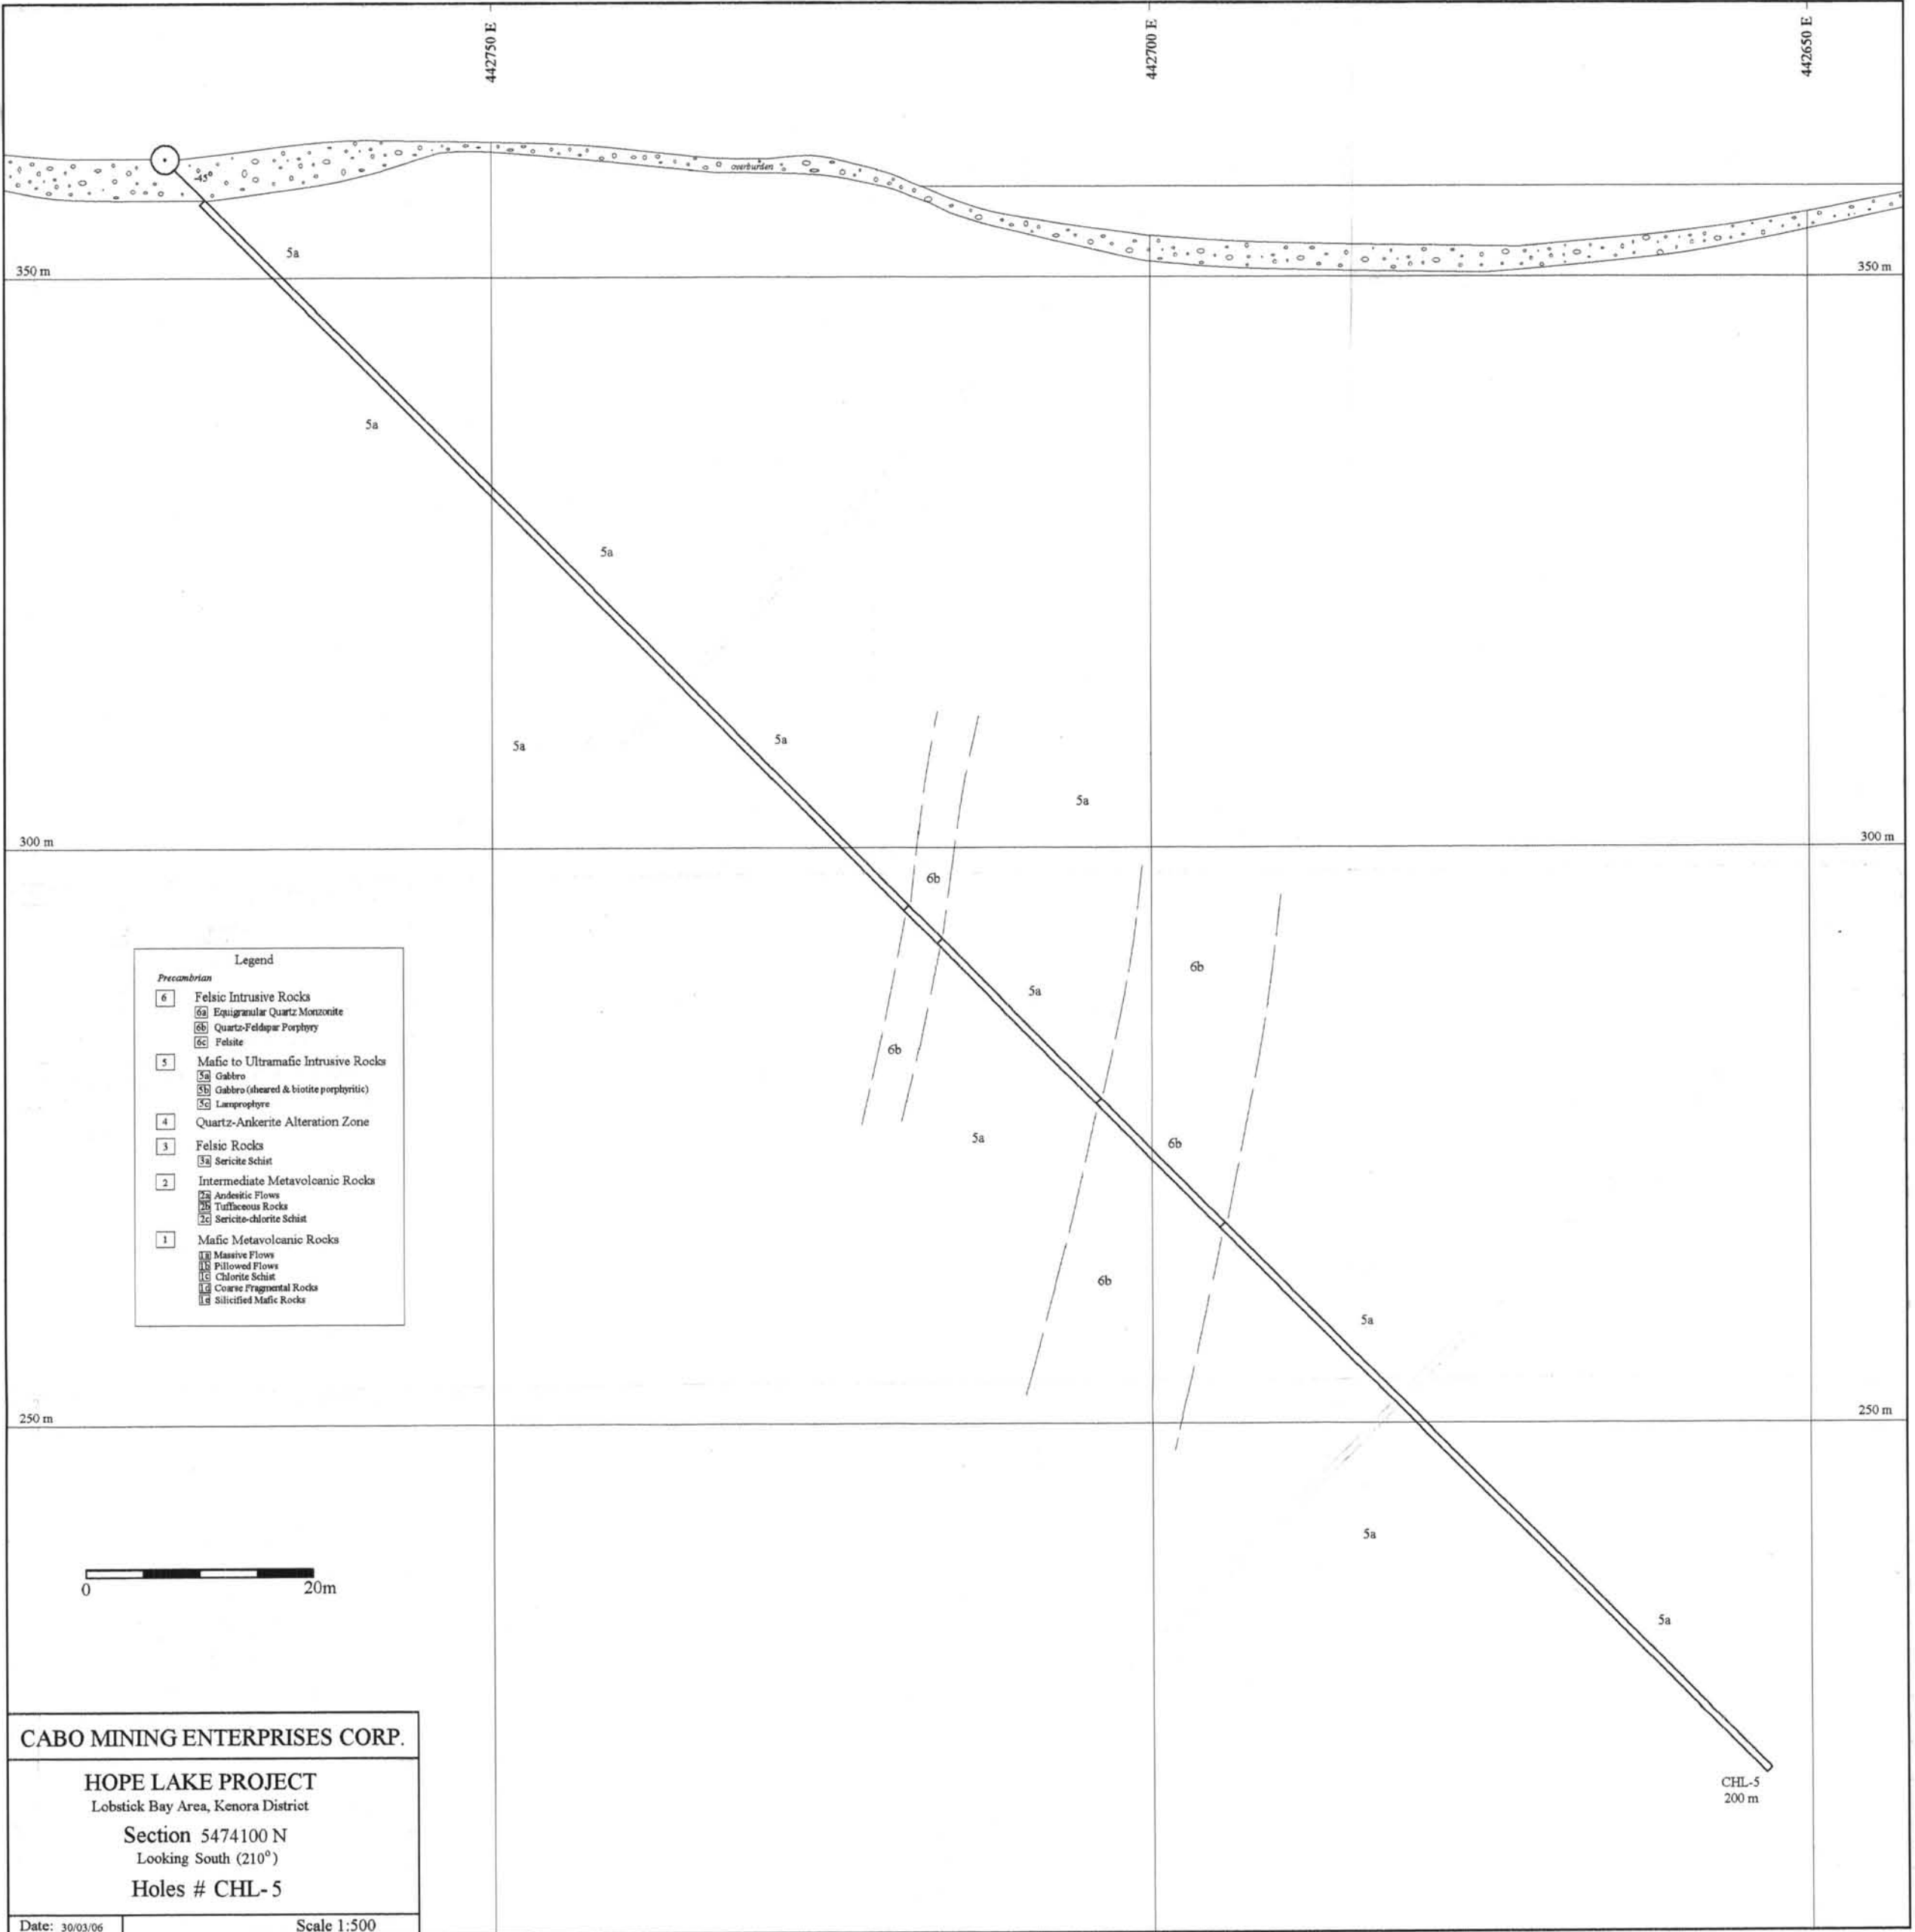 442750 E
442700 E
442650 E
overburden
-45°
5a
350 m
350 m
5a
5a
5a
5a
5a
300 m
300 m
6b
6b
5a
6b
5a
6b
6b
5a
250 m
250 m
5a
5a
Legend
Precambrian
6 Felsic Intrusive Rocks
6a Equigranular Quartz Monzonite
6b Quartz-Feldspar Porphyry
6c Felsite
5 Mafic to Ultramafic Intrusive Rocks
5a Gabbro
5b Gabbro (sheared & biotite porphyritic)
5c Lamprophyre
4 Quartz-Ankerite Alteration Zone
3 Felsic Rocks
3a Sericite Schist
2 Intermediate Metavolcanic Rocks
2a Andesitic Flows
2b Tuffaceous Rocks
2c Sericite-chlorite Schist
1 Mafic Metavolcanic Rocks
1a Massive Flows
1b Pillowed Flows
1c Chlorite Schist
1d Coarse Fragmental Rocks
1e Silicified Mafic Rocks
0 20m
CHL-5
200 m
CABO MINING ENTERPRISES CORP.
HOPE LAKE PROJECT
Lobstick Bay Area, Kenora District
Section 5474100 N
Looking South (210°)
Holes # CHL-5
Date: 30/03/06 Scale 1:500